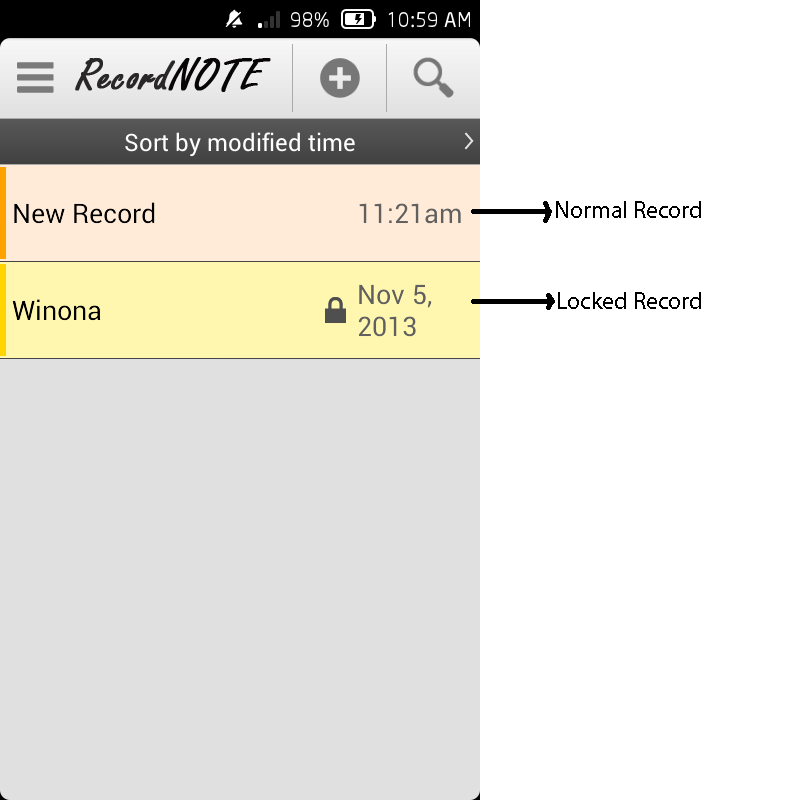 98% 10:59 AM
RecordNOTE
Sort by modified time
New Record 11:21am
Normal Record
Winona Nov 5,
2013
Locked Record